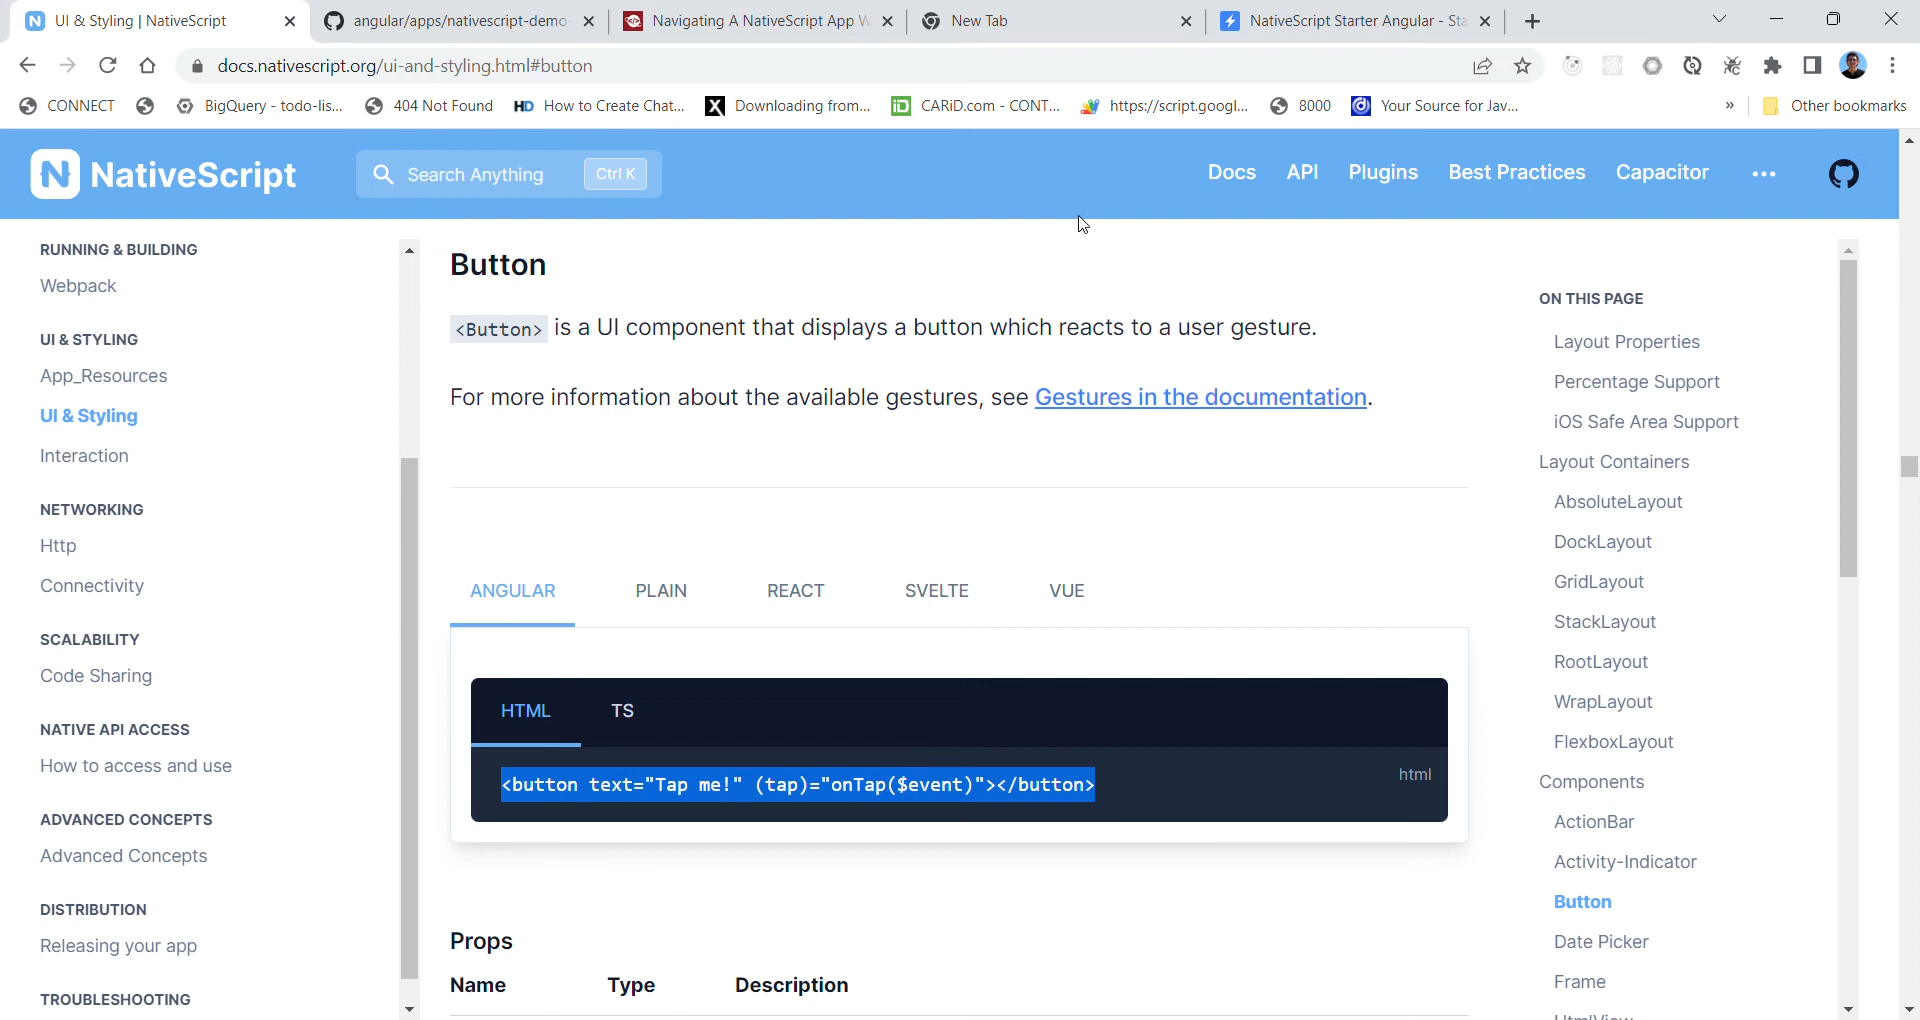 UI & Styling | NativeScript
angular/apps/nativescript-demo-
Navigating A NativeScript App W
New Tab
NativeScript Starter Angular - Sta
docs.nativescript.org/ui-and-styling.html#button
CONNECT
BigQuery - todo-lis...
404 Not Found
HD How to Create Chat...
X Downloading from...
iD CARiD.com - CONT...
https://script.googl...
8000
Your Source for Jav...
»
Other bookmarks
N NativeScript
Search Anything
Ctrl K
Docs
API
Plugins
Best Practices
Capacitor
RUNNING & BUILDING
Webpack
UI & STYLING
App_Resources
UI & Styling
Interaction
NETWORKING
Http
Connectivity
SCALABILITY
Code Sharing
NATIVE API ACCESS
How to access and use
ADVANCED CONCEPTS
Advanced Concepts
DISTRIBUTION
Releasing your app
TROUBLESHOOTING
Button
<Button> is a UI component that displays a button which reacts to a user gesture.
For more information about the available gestures, see Gestures in the documentation.
ANGULAR
PLAIN
REACT
SVELTE
VUE
HTML
TS
<button text="Tap me!" (tap)="onTap($event)"></button>
html
Props
Name
Type
Description
ON THIS PAGE
Layout Properties
Percentage Support
iOS Safe Area Support
Layout Containers
AbsoluteLayout
DockLayout
GridLayout
StackLayout
RootLayout
WrapLayout
FlexboxLayout
Components
ActionBar
Activity-Indicator
Button
Date Picker
Frame
HtmlView